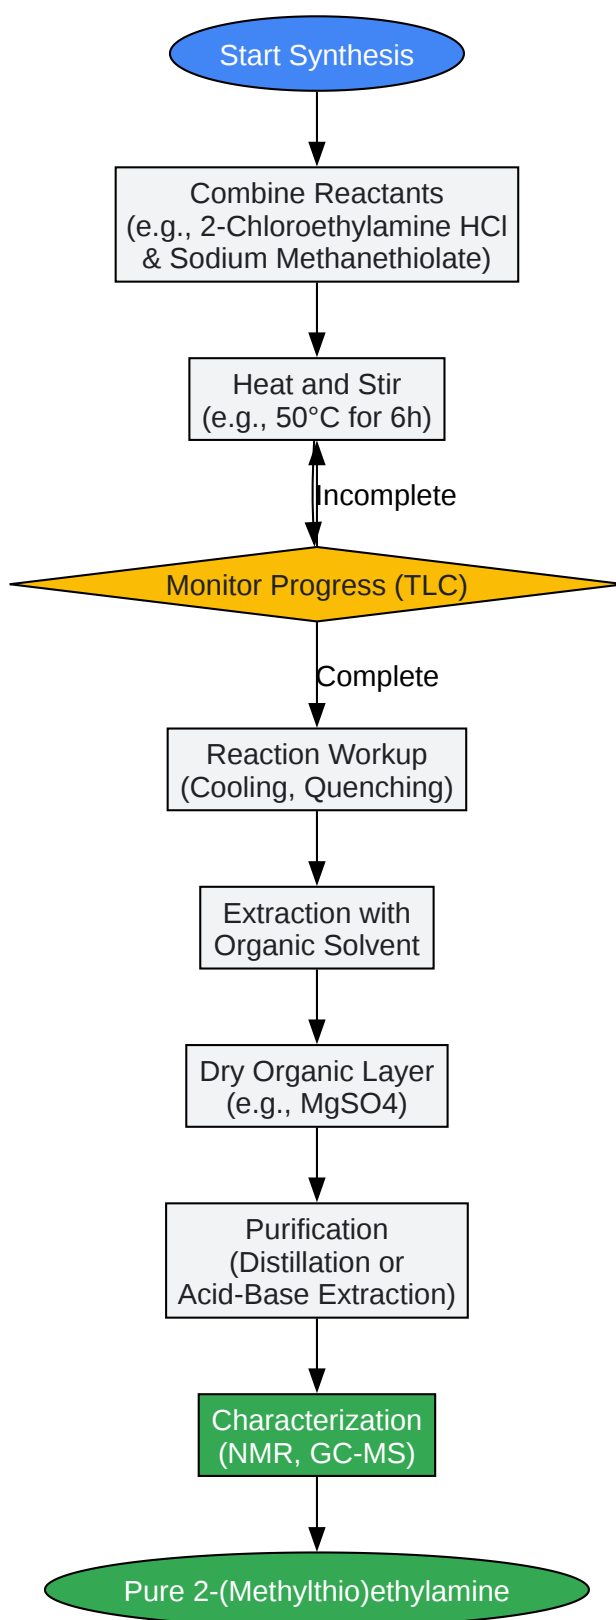 Start Synthesis
Combine Reactants
(e.g., 2-Chloroethylamine HCl
& Sodium Methanethiolate)
Heat and Stir
(e.g., 50°C for 6h)
Incomplete
Monitor Progress (TLC)
Complete
Reaction Workup
(Cooling, Quenching)
Extraction with
Organic Solvent
Dry Organic Layer
(e.g., MgSO4)
Purification
(Distillation or
Acid-Base Extraction)
Characterization
(NMR, GC-MS)
Pure 2-(Methylthio)ethylamine